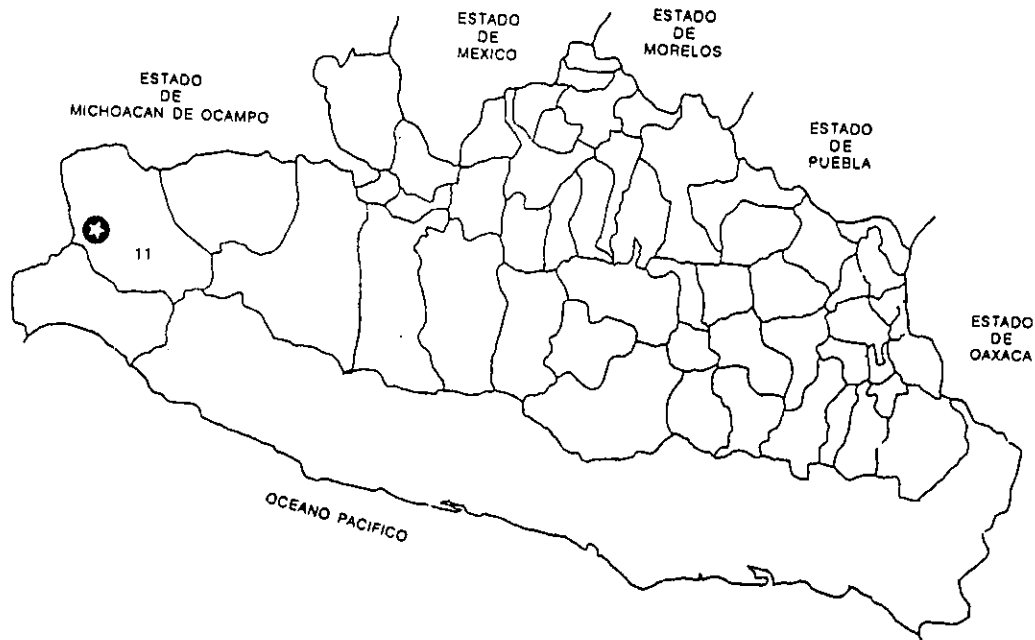 ESTADO
DE
MEXICO
ESTADO
DE
MORELOS
ESTADO
DE
MICHOACAN DE OCAMPO
ESTADO
DE
PUEBLA
11
ESTADO
DE
OAXACA
OCEANO PACIFICO